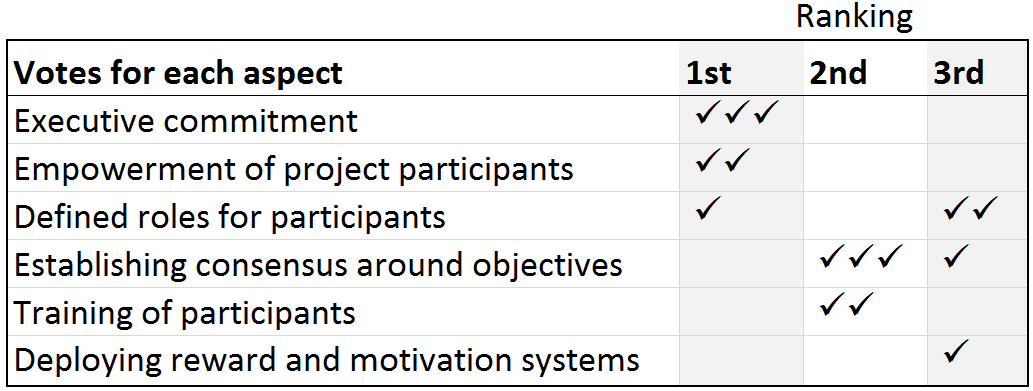 Ranking
Votes for each aspect 1st 2nd 3rd
Executive commitment ✓✓✓
Empowerment of project participants ✓✓
Defined roles for participants ✓ ✓✓
Establishing consensus around objectives ✓✓✓ ✓
Training of participants ✓✓
Deploying reward and motivation systems ✓